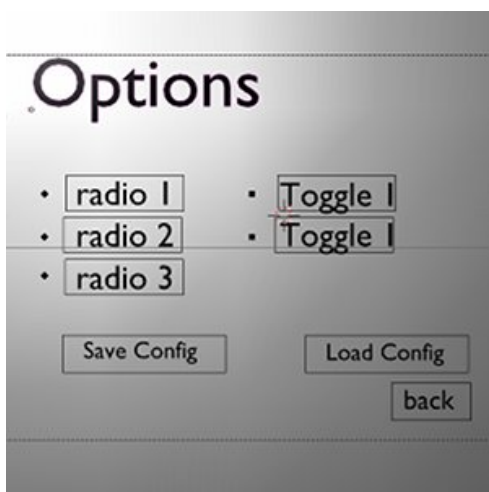 Options
radio 1 Toggle 1
radio 2 Toggle 1
radio 3
Save Config Load Config
back